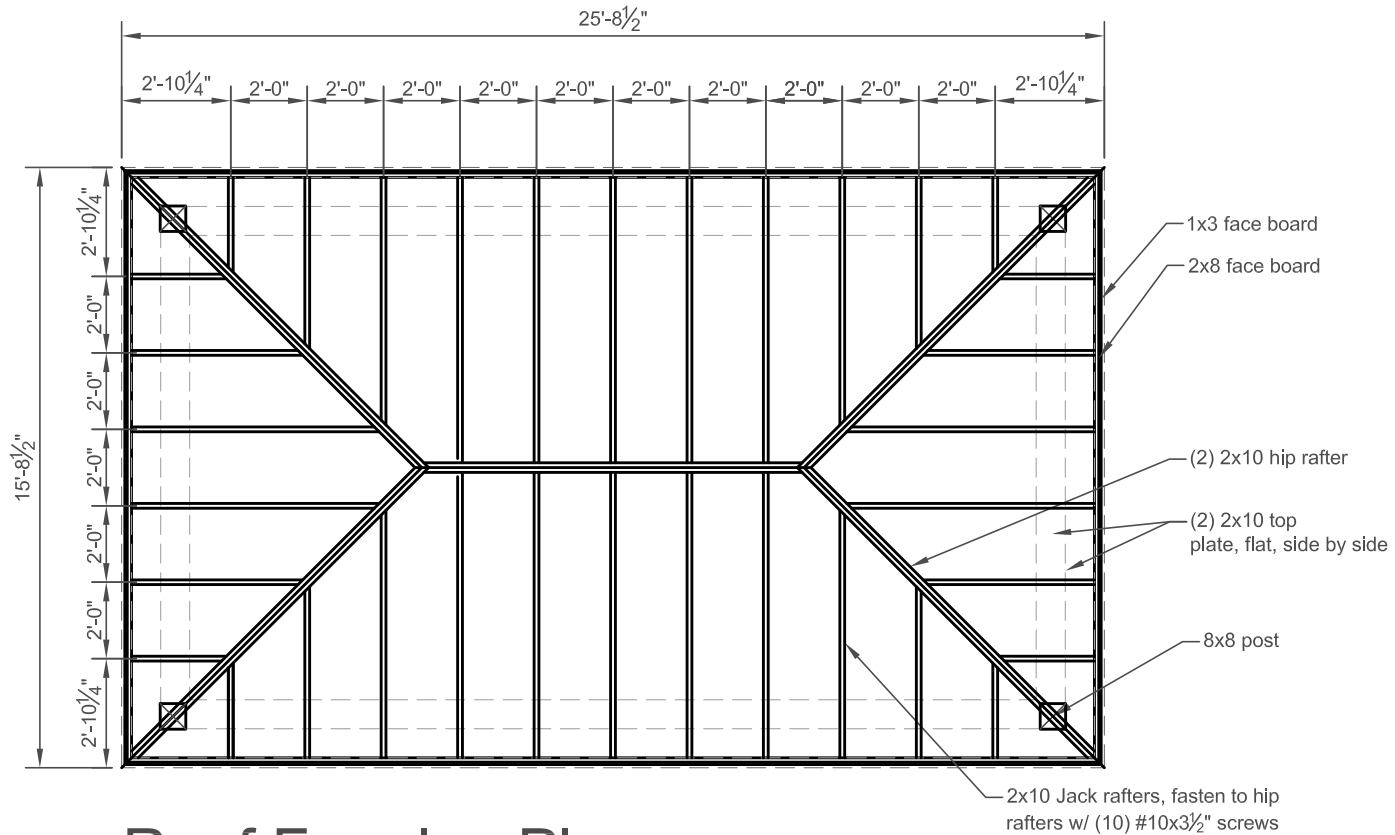 25'-8½"
2'-10¼"
2'-0"
2'-0"
2'-0"
2'-0"
2'-0"
2'-0"
2'-0"
2'-0"
2'-0"
2'-0"
2'-10¼"
15'-8½"
2'-10¼"
2'-0"
2'-0"
2'-0"
2'-0"
2'-0"
2'-10¼"
1x3 face board
2x8 face board
(2) 2x10 hip rafter
(2) 2x10 top
plate, flat, side by side
8x8 post
2x10 Jack rafters, fasten to hip
rafters w/ (10) #10x3½" screws